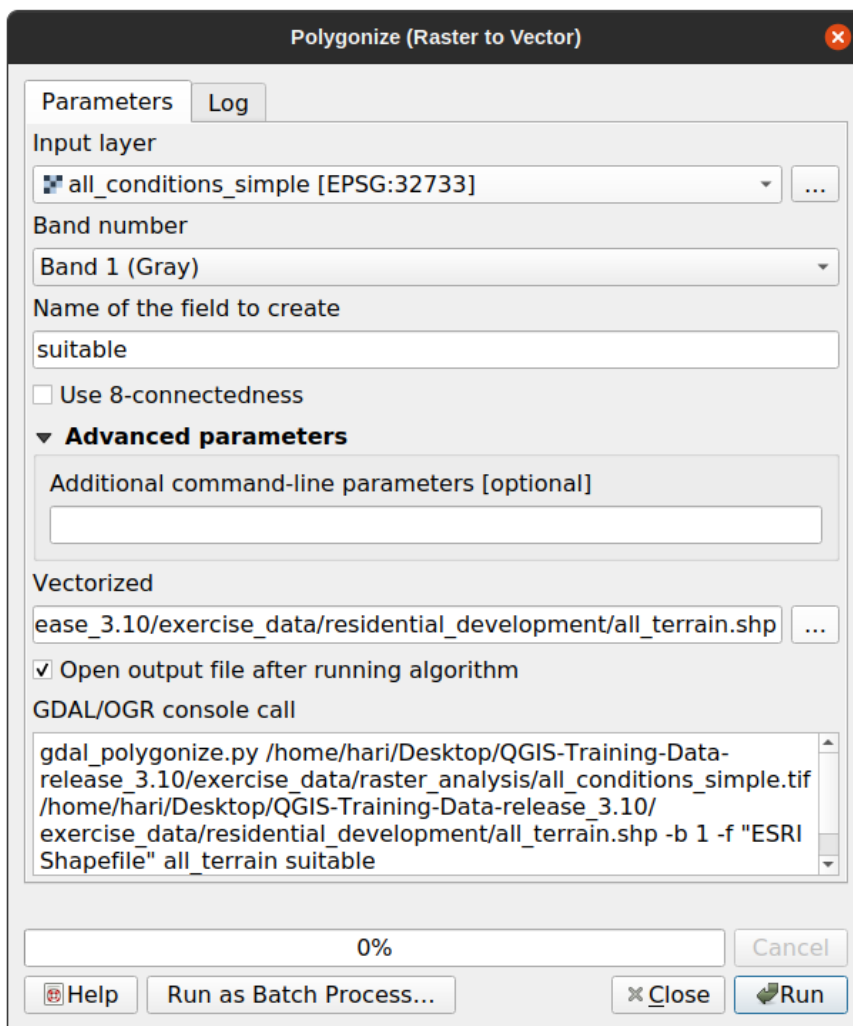 Polygonize (Raster to Vector)
Parameters
Log
Input layer
all_conditions_simple [EPSG:32733]
...
Band number
Band 1 (Gray)
Name of the field to create
suitable
Use 8-connectedness
Advanced parameters
Additional command-line parameters [optional]
Vectorized
ease_3.10/exercise_data/residential_development/all_terrain.shp
...
Open output file after running algorithm
GDAL/OGR console call
gdal_polygonize.py /home/hari/Desktop/QGIS-Training-Data-
release_3.10/exercise_data/raster_analysis/all_conditions_simple.tif
/home/hari/Desktop/QGIS-Training-Data-release_3.10/
exercise_data/residential_development/all_terrain.shp -b 1 -f "ESRI
Shapefile" all_terrain suitable
0%
Cancel
Help
Run as Batch Process...
Close
Run